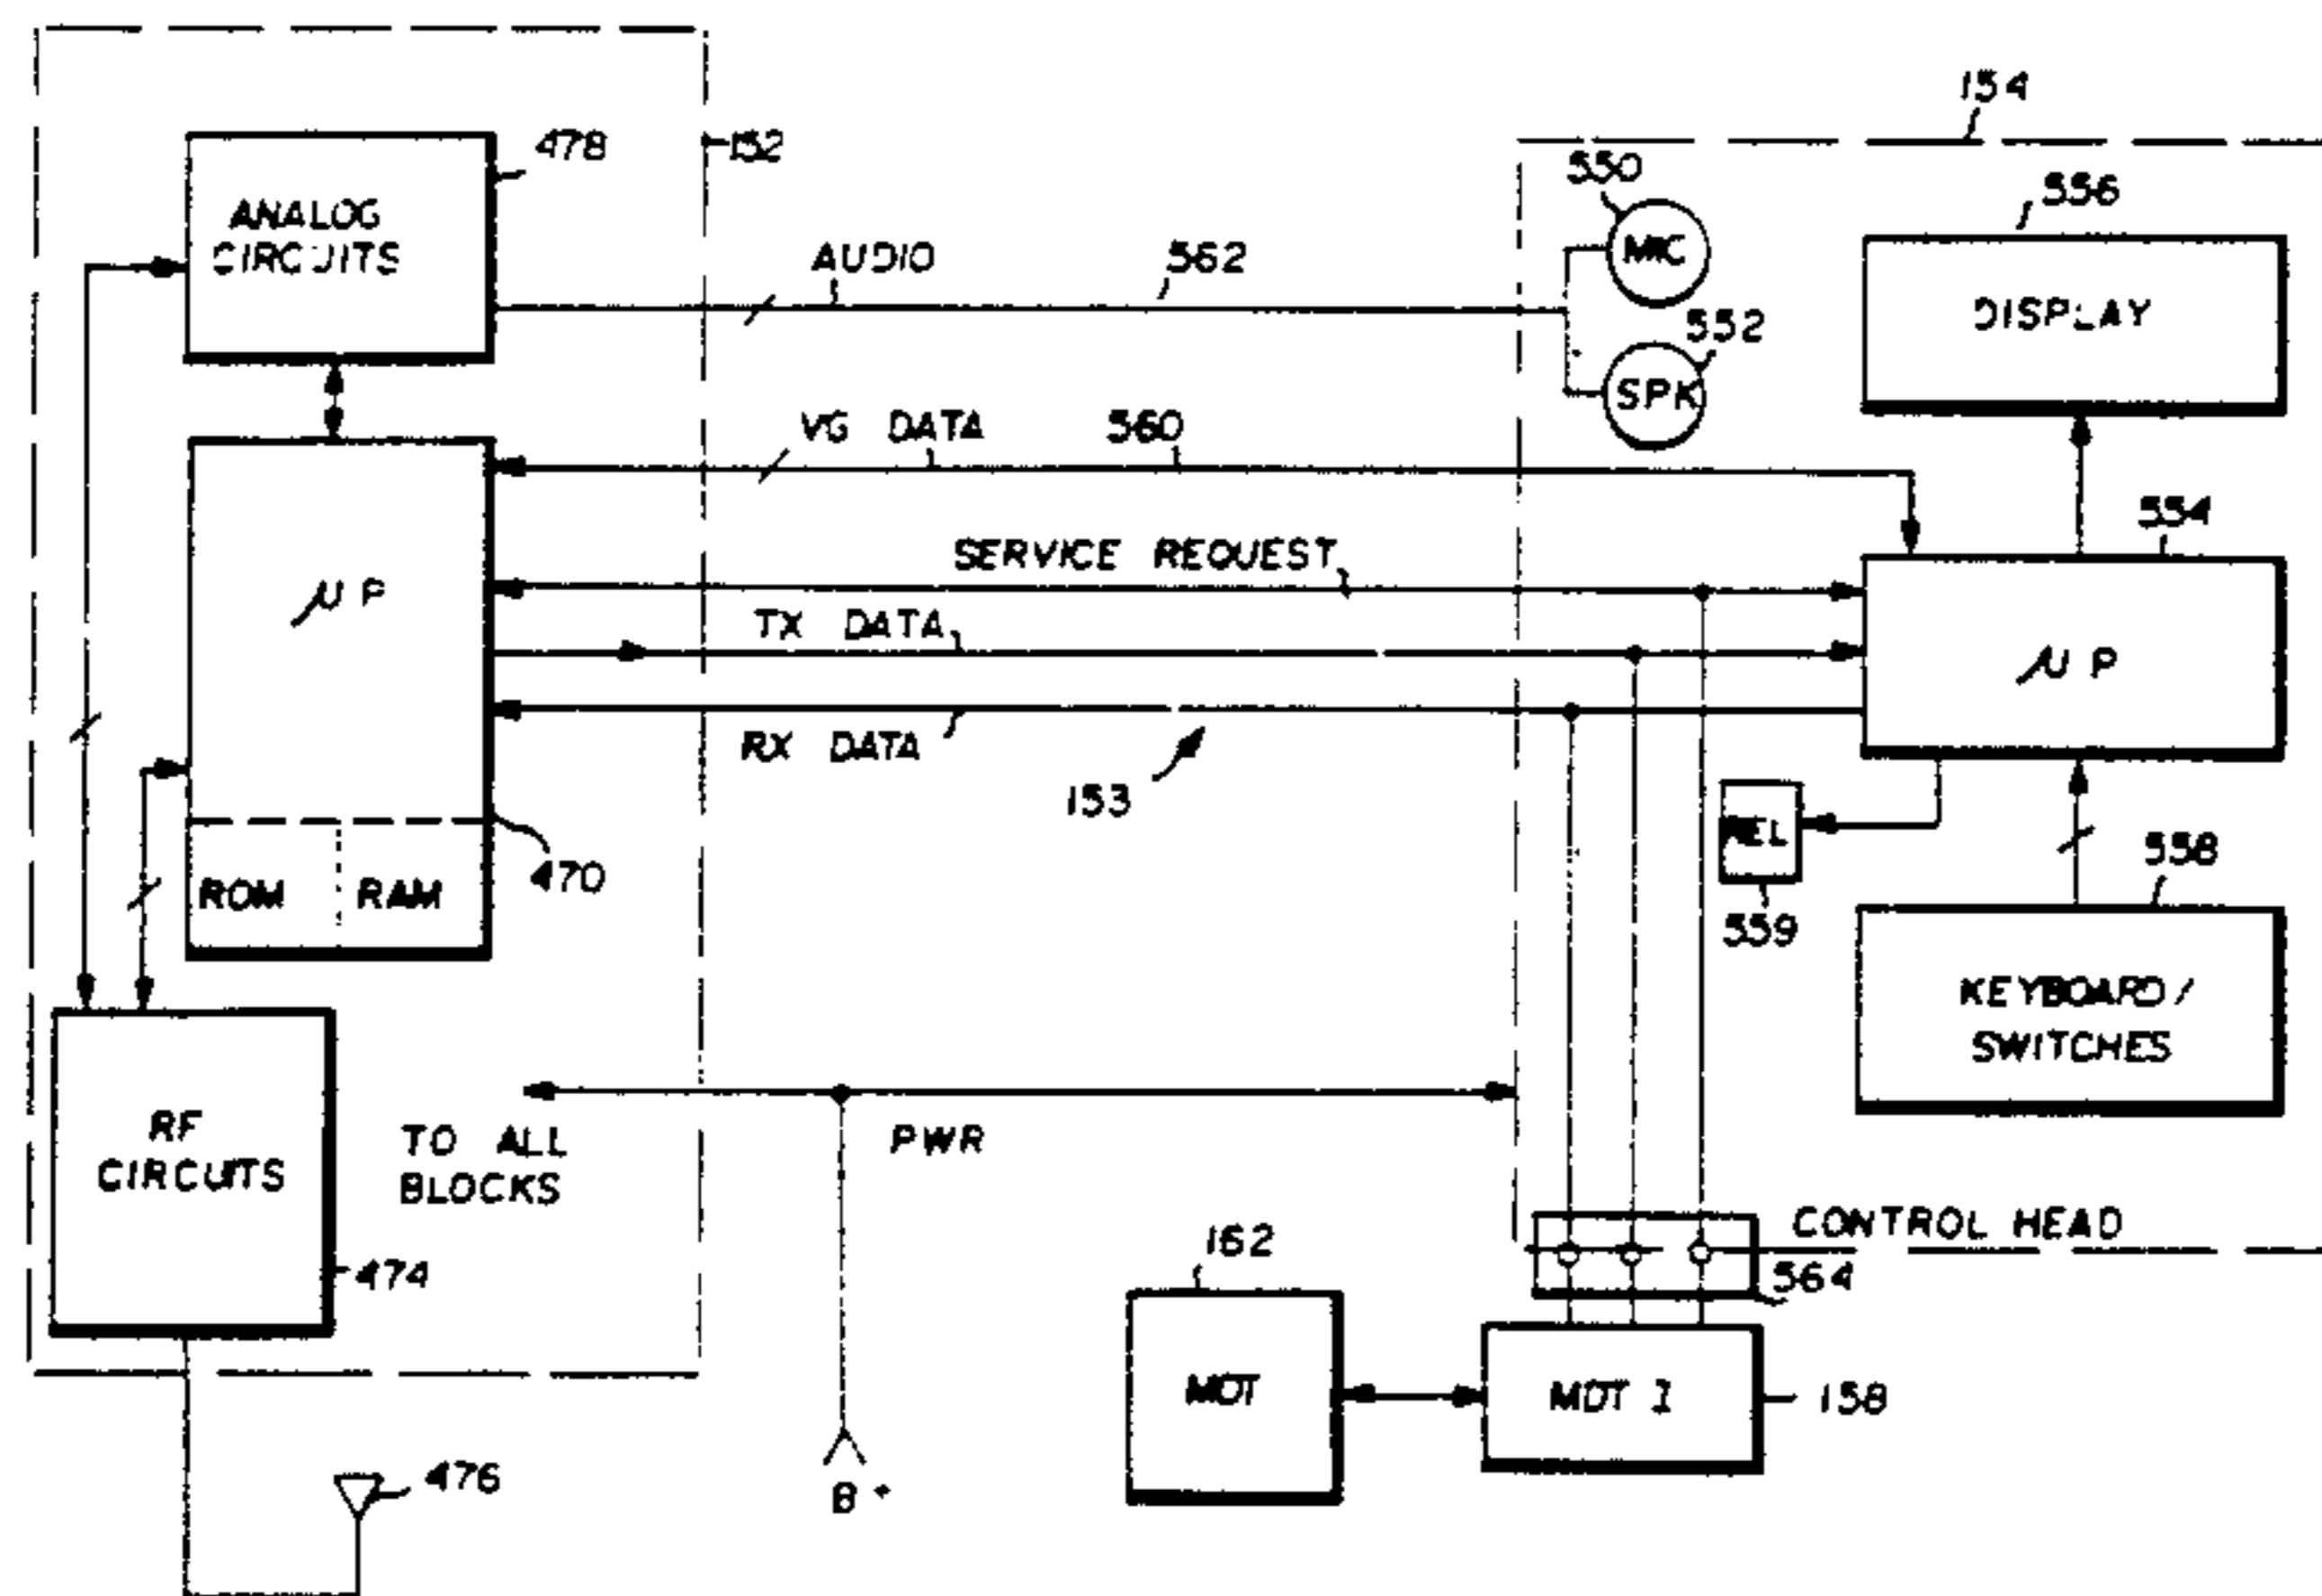 154
478
152
550
556
ANALOG
CIRCUITS
AUDIO
562
MIC
DISPLAY
552
SPK
VG DATA
560
554
SERVICE REQUEST
μP
TX DATA
μP
RX DATA
153
REL
558
470
ROM
RAM
559
KEYBOARD/
SWITCHES
RF
CIRCUITS
TO ALL
BLOCKS
PWR
162
CONTROL HEAD
474
564
MDT
MDT I
158
476
B+